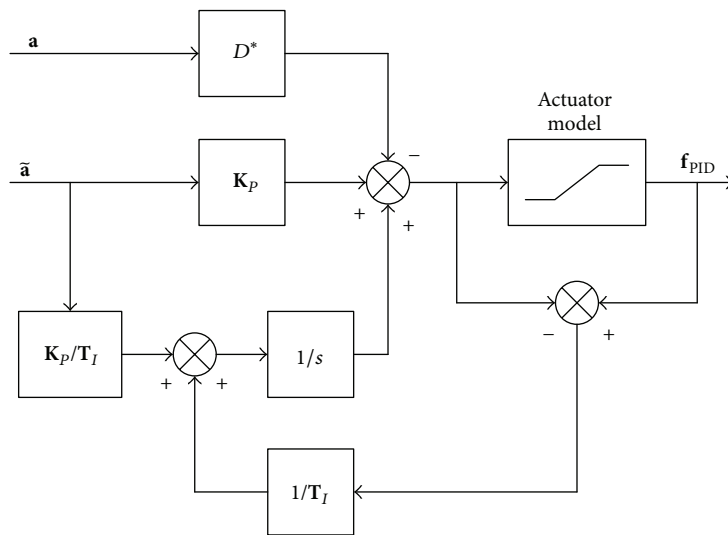 a
D*
Actuator
model
ã
K_P
−
f_PID
+
+
K_P/T_I
+
+
1/s
−
+
1/T_I